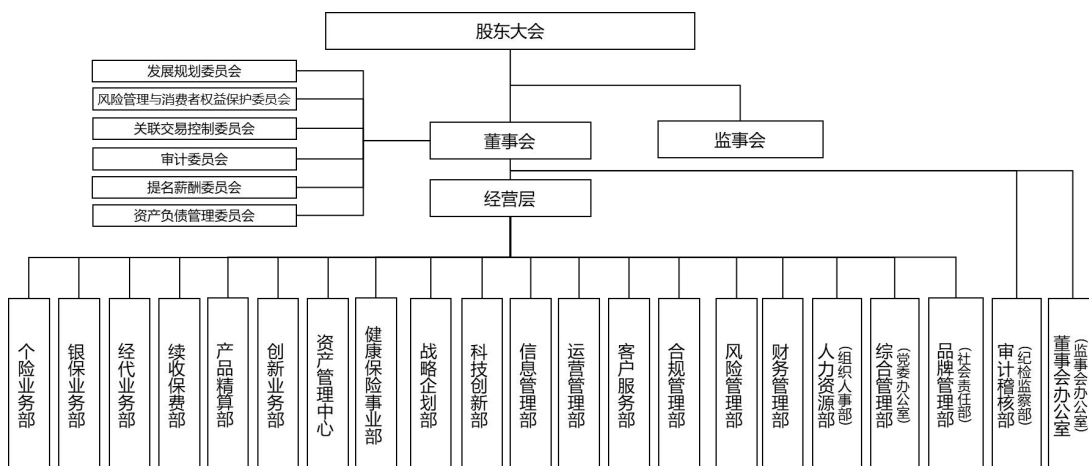 股东大会
发展规划委员会
风险管理与消费者权益保护委员会
关联交易控制委员会
审计委员会
提名薪酬委员会
资产负债管理委员会
董事会
监事会
经营层
个险业务部
银保业务部
经代业务部
续收保费部
产品精算部
创新业务部
资产管理中心
健康保险事业部
战略企划部
科技创新部
信息管理部
运营管理部
客户服务部
合规管理部
风险管理部
财务管理部
人力资源部
(组织人事部)
综合管理部
(党委办公室)
品牌管理部
(社会责任部)
审计稽核部
(纪检监察部)
董事会办公室
(监事会办公室)